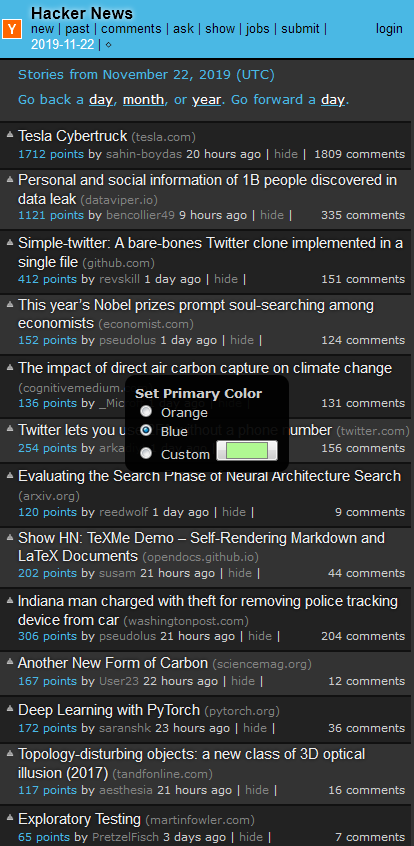 Y
Hacker News
new | past | comments | ask | show | jobs | submit | login
2019-11-22 | ⋄
Stories from November 22, 2019 (UTC)
Go back a day, month, or year. Go forward a day.
Tesla Cybertruck (tesla.com)
1712 points by sahin-boydas 20 hours ago | hide | 1809 comments
Personal and social information of 1B people discovered in
data leak (dataviper.io)
1121 points by bencollier49 9 hours ago | hide | 335 comments
Simple-twitter: A bare-bones Twitter clone implemented in a
single file (github.com)
412 points by revskill 1 day ago | hide | 151 comments
This year's Nobel prizes prompt soul-searching among
economists (economist.com)
152 points by pseudolus 1 day ago | hide | 124 comments
The impact of direct air carbon capture on climate change
(cognitivemedium.
136 points by 131 comments
Set Primary Color
Orange
Blue
Custom
Twitter lets you number (twitter.com)
254 points by 156 comments
Evaluating the Search Phase of Neural Architecture Search
(arxiv.org)
120 points by reedwolf 1 day ago | hide | 9 comments
Show HN: TeXMe Demo – Self-Rendering Markdown and
LaTeX Documents (opendocs.github.io)
202 points by susam 21 hours ago | hide | 44 comments
Indiana man charged with theft for removing police tracking
device from car (washingtonpost.com)
306 points by pseudolus 21 hours ago | hide | 204 comments
Another New Form of Carbon (sciencemag.org)
167 points by User23 22 hours ago | hide | 12 comments
Deep Learning with PyTorch (pytorch.org)
172 points by saranshk 23 hours ago | hide | 36 comments
Topology-disturbing objects: a new class of 3D optical
illusion (2017) (tandfonline.com)
117 points by aesthesia 21 hours ago | hide | 16 comments
Exploratory Testing (martinfowler.com)
65 points by PretzelFisch 3 days ago | hide | 7 comments